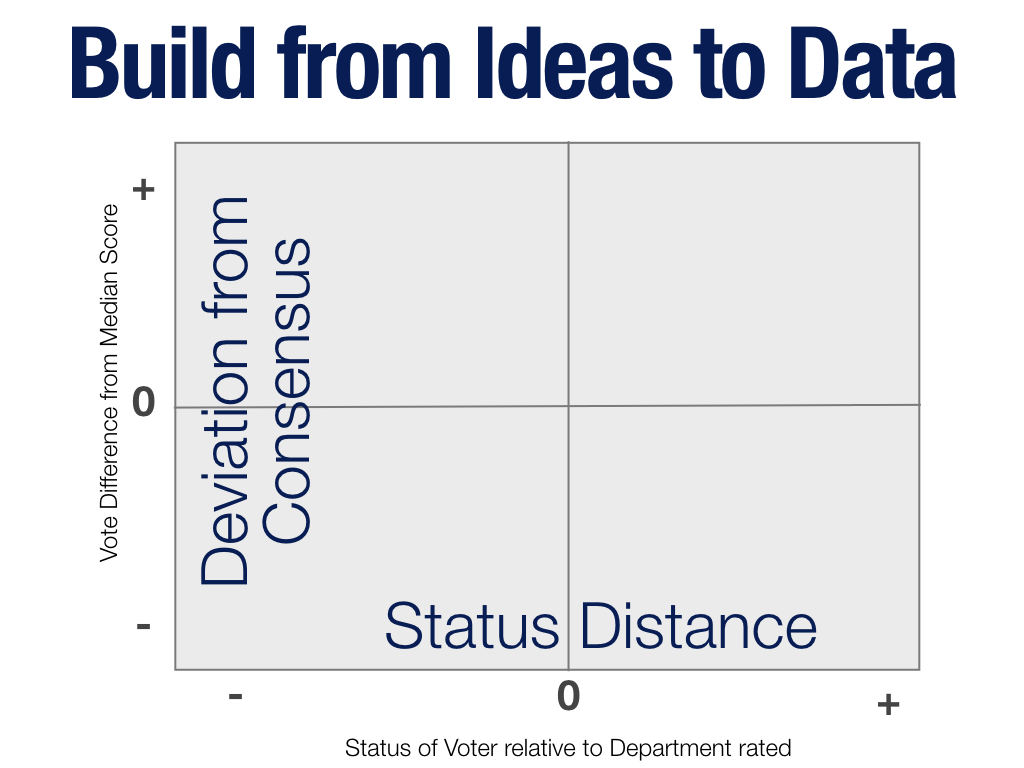 Build from Ideas to Data
+
Vote Difference from Median Score
Deviation from
Consensus
0
-
Status Distance
-
0
+
Status of Voter relative to Department rated